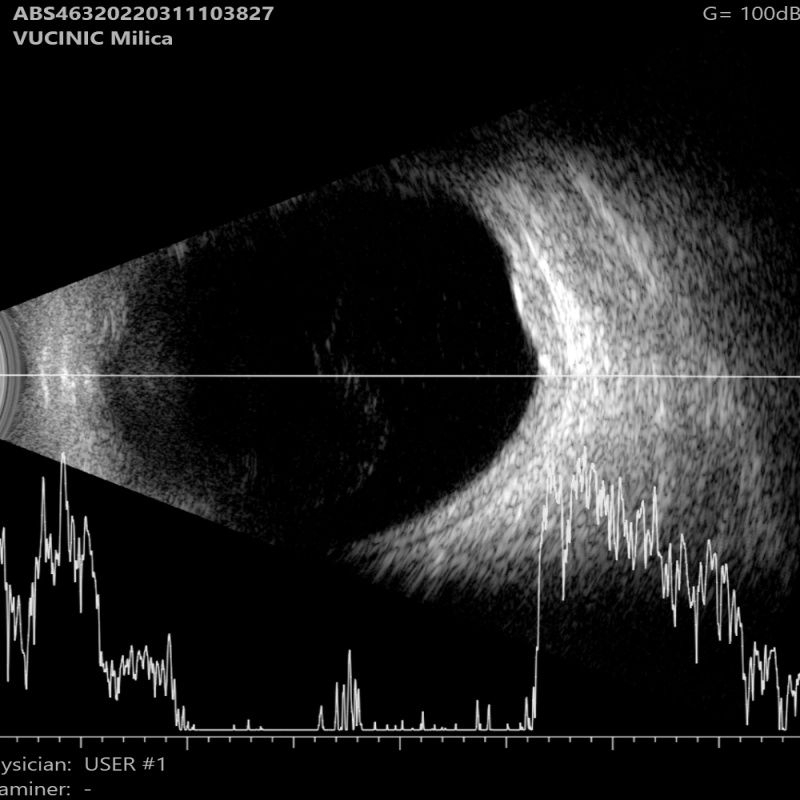 ABS46320220311103827
G= 100dB
VUCINIC Milica
ysician: USER #1
aminer: -